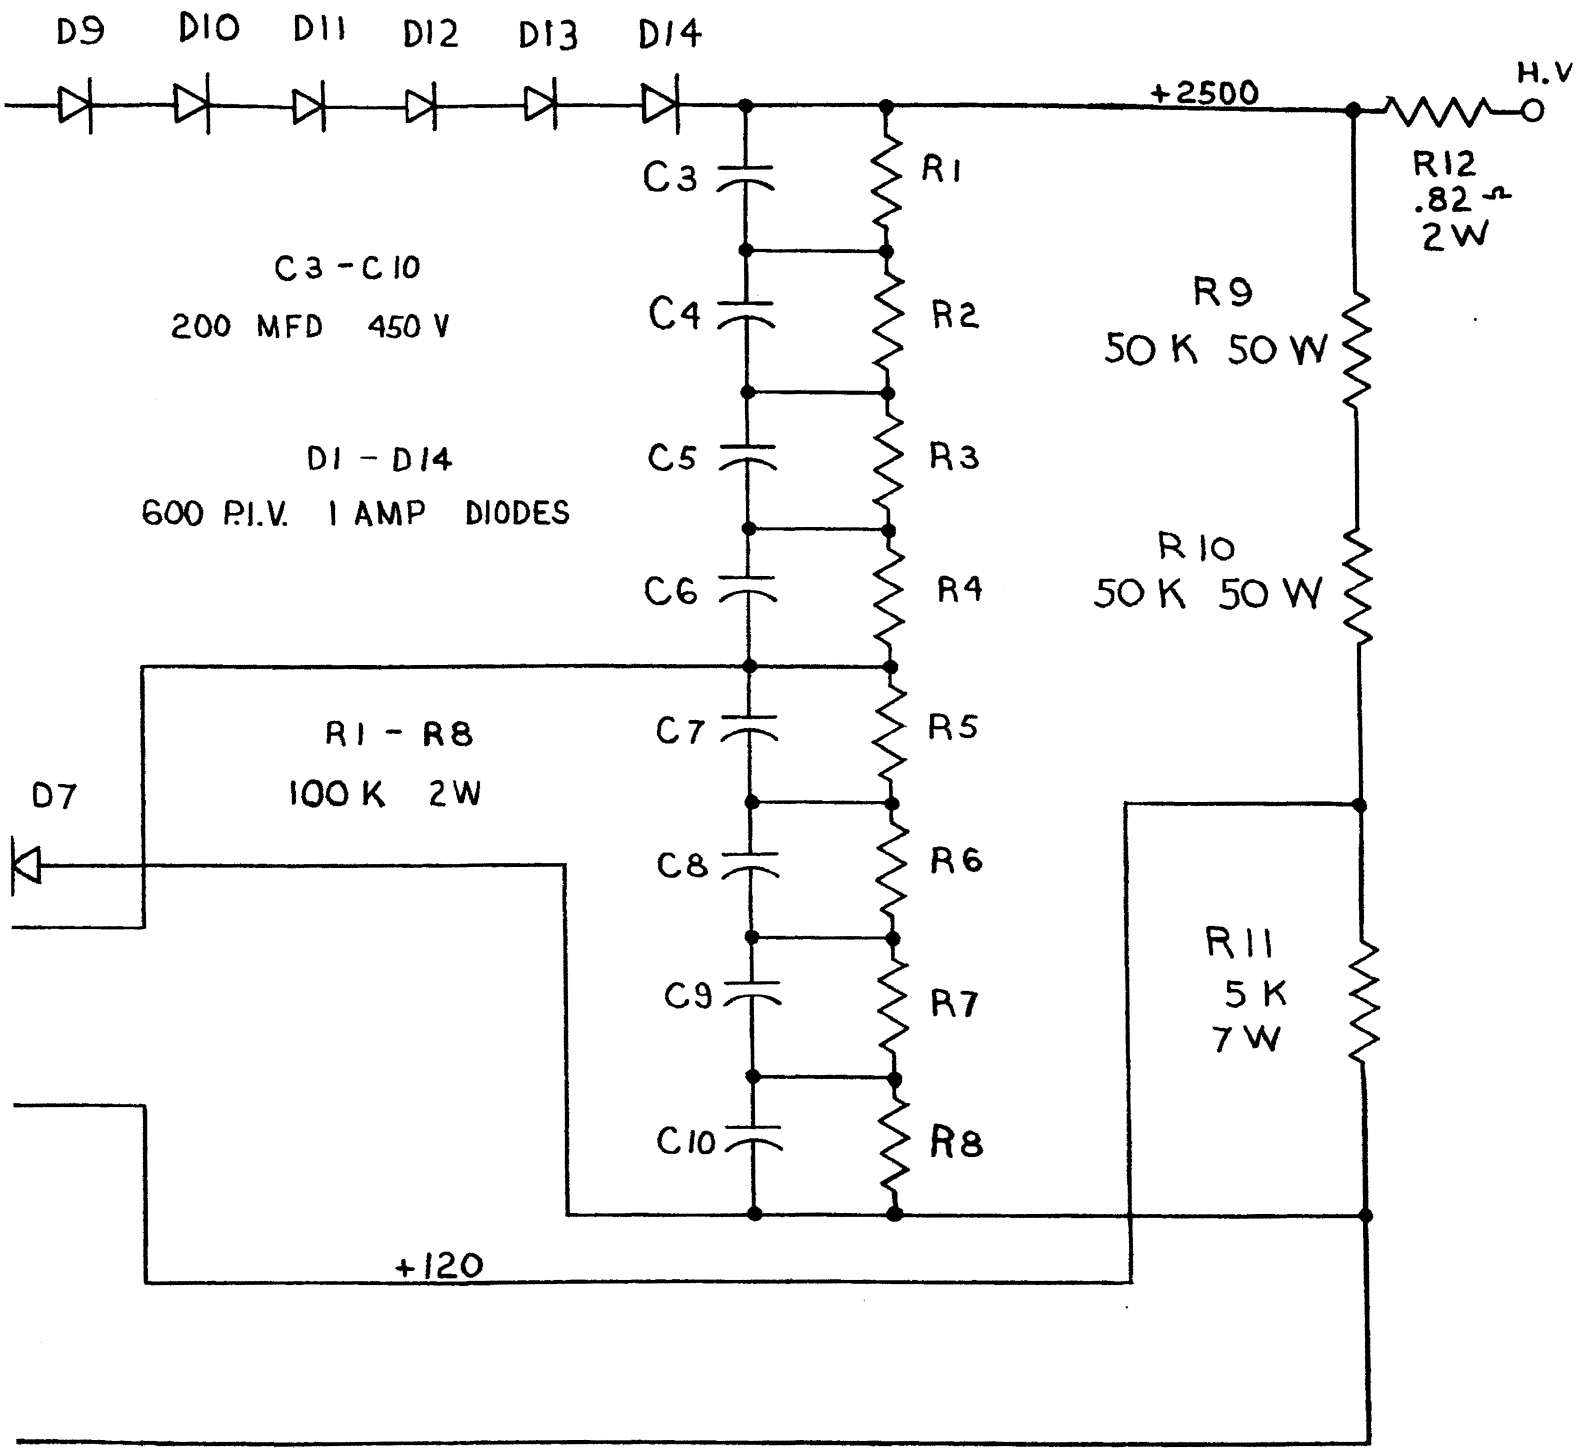 D9 D10 D11 D12 D13 D14
H.V
+2500
C3 R1
R12
.82 Ω
2W
C3 - C10
200 MFD 450 V
C4 R2
R9
50 K 50 W
D1 - D14
600 P.I.V. 1 AMP DIODES
C5 R3
R10
50 K 50 W
C6 R4
R1 - R8
100 K 2W
C7 R5
D7
C8 R6
R11
5 K
7 W
C9 R7
C10 R8
+120